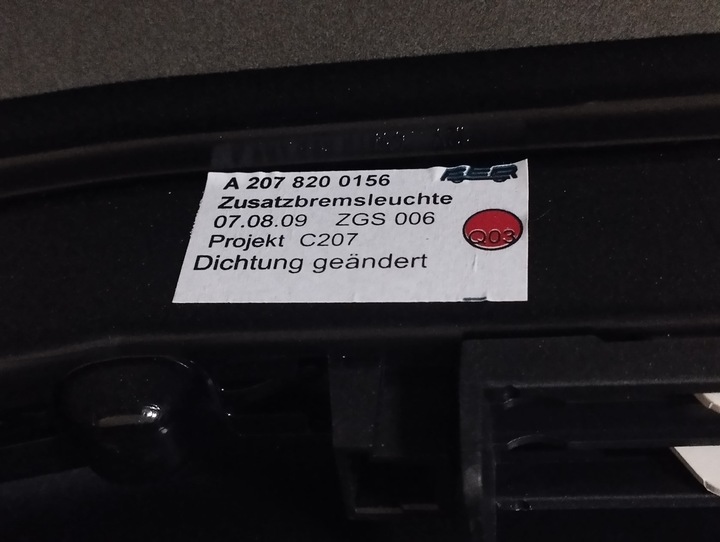 A 207 820 0156
Zusatzbremsleuchte
07.08.09 ZGS 006
Projekt C207
Dichtung geändert
Q03